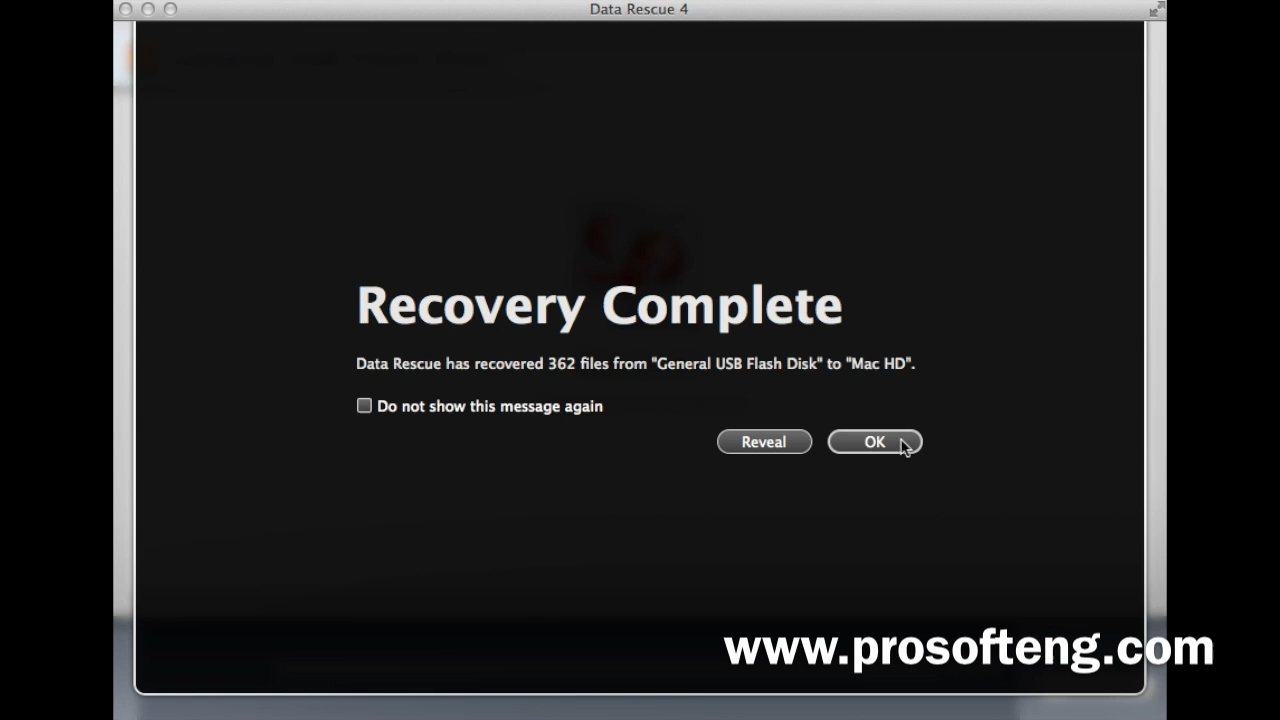 Data Rescue 4
Recovery Complete
Data Rescue has recovered 362 files from "General USB Flash Disk" to "Mac HD".
Do not show this message again
Reveal
OK
www.prosofteng.com